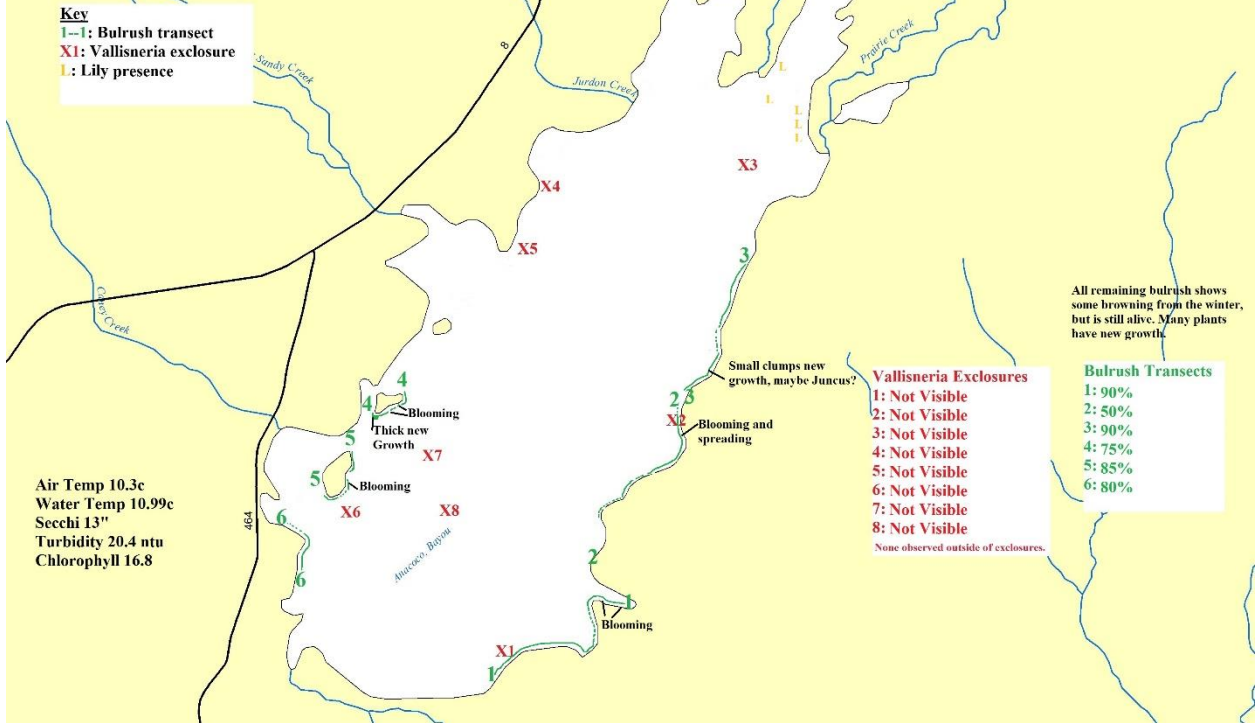 Key
1--1: Bulrush transect
X1: Vallisneria exclosure
L: Lily presence
8
Sandy Creek
Jurdon Creek
Prairie Creek
L
L
L
L
L
X3
X4
X5
3
Caney Creek
All remaining bulrush shows
some browning from the winter,
but is still alive. Many plants
have new growth.
Small clumps new
growth, maybe Juncus?
4
4
Blooming
Thick new
Growth
2
3
X2
Blooming and
spreading
Vallisneria Exclosures
1: Not Visible
2: Not Visible
3: Not Visible
4: Not Visible
5: Not Visible
6: Not Visible
7: Not Visible
8: Not Visible
None observed outside of exclosures.
Bulrush Transects
1: 90%
2: 50%
3: 90%
4: 75%
5: 85%
6: 80%
5
5
Blooming
X7
X6
X8
Air Temp 10.3c
Water Temp 10.99c
Secchi 13"
Turbidity 20.4 ntu
Chlorophyll 16.8
464
6
6
Anacoco, Bayou
2
1
Blooming
X1
1